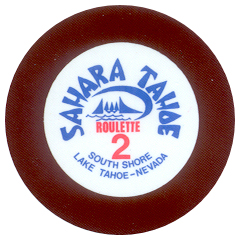 SAHARA TAHOE
ROULETTE
2
SOUTH SHORE
LAKE TAHOE-NEVADA